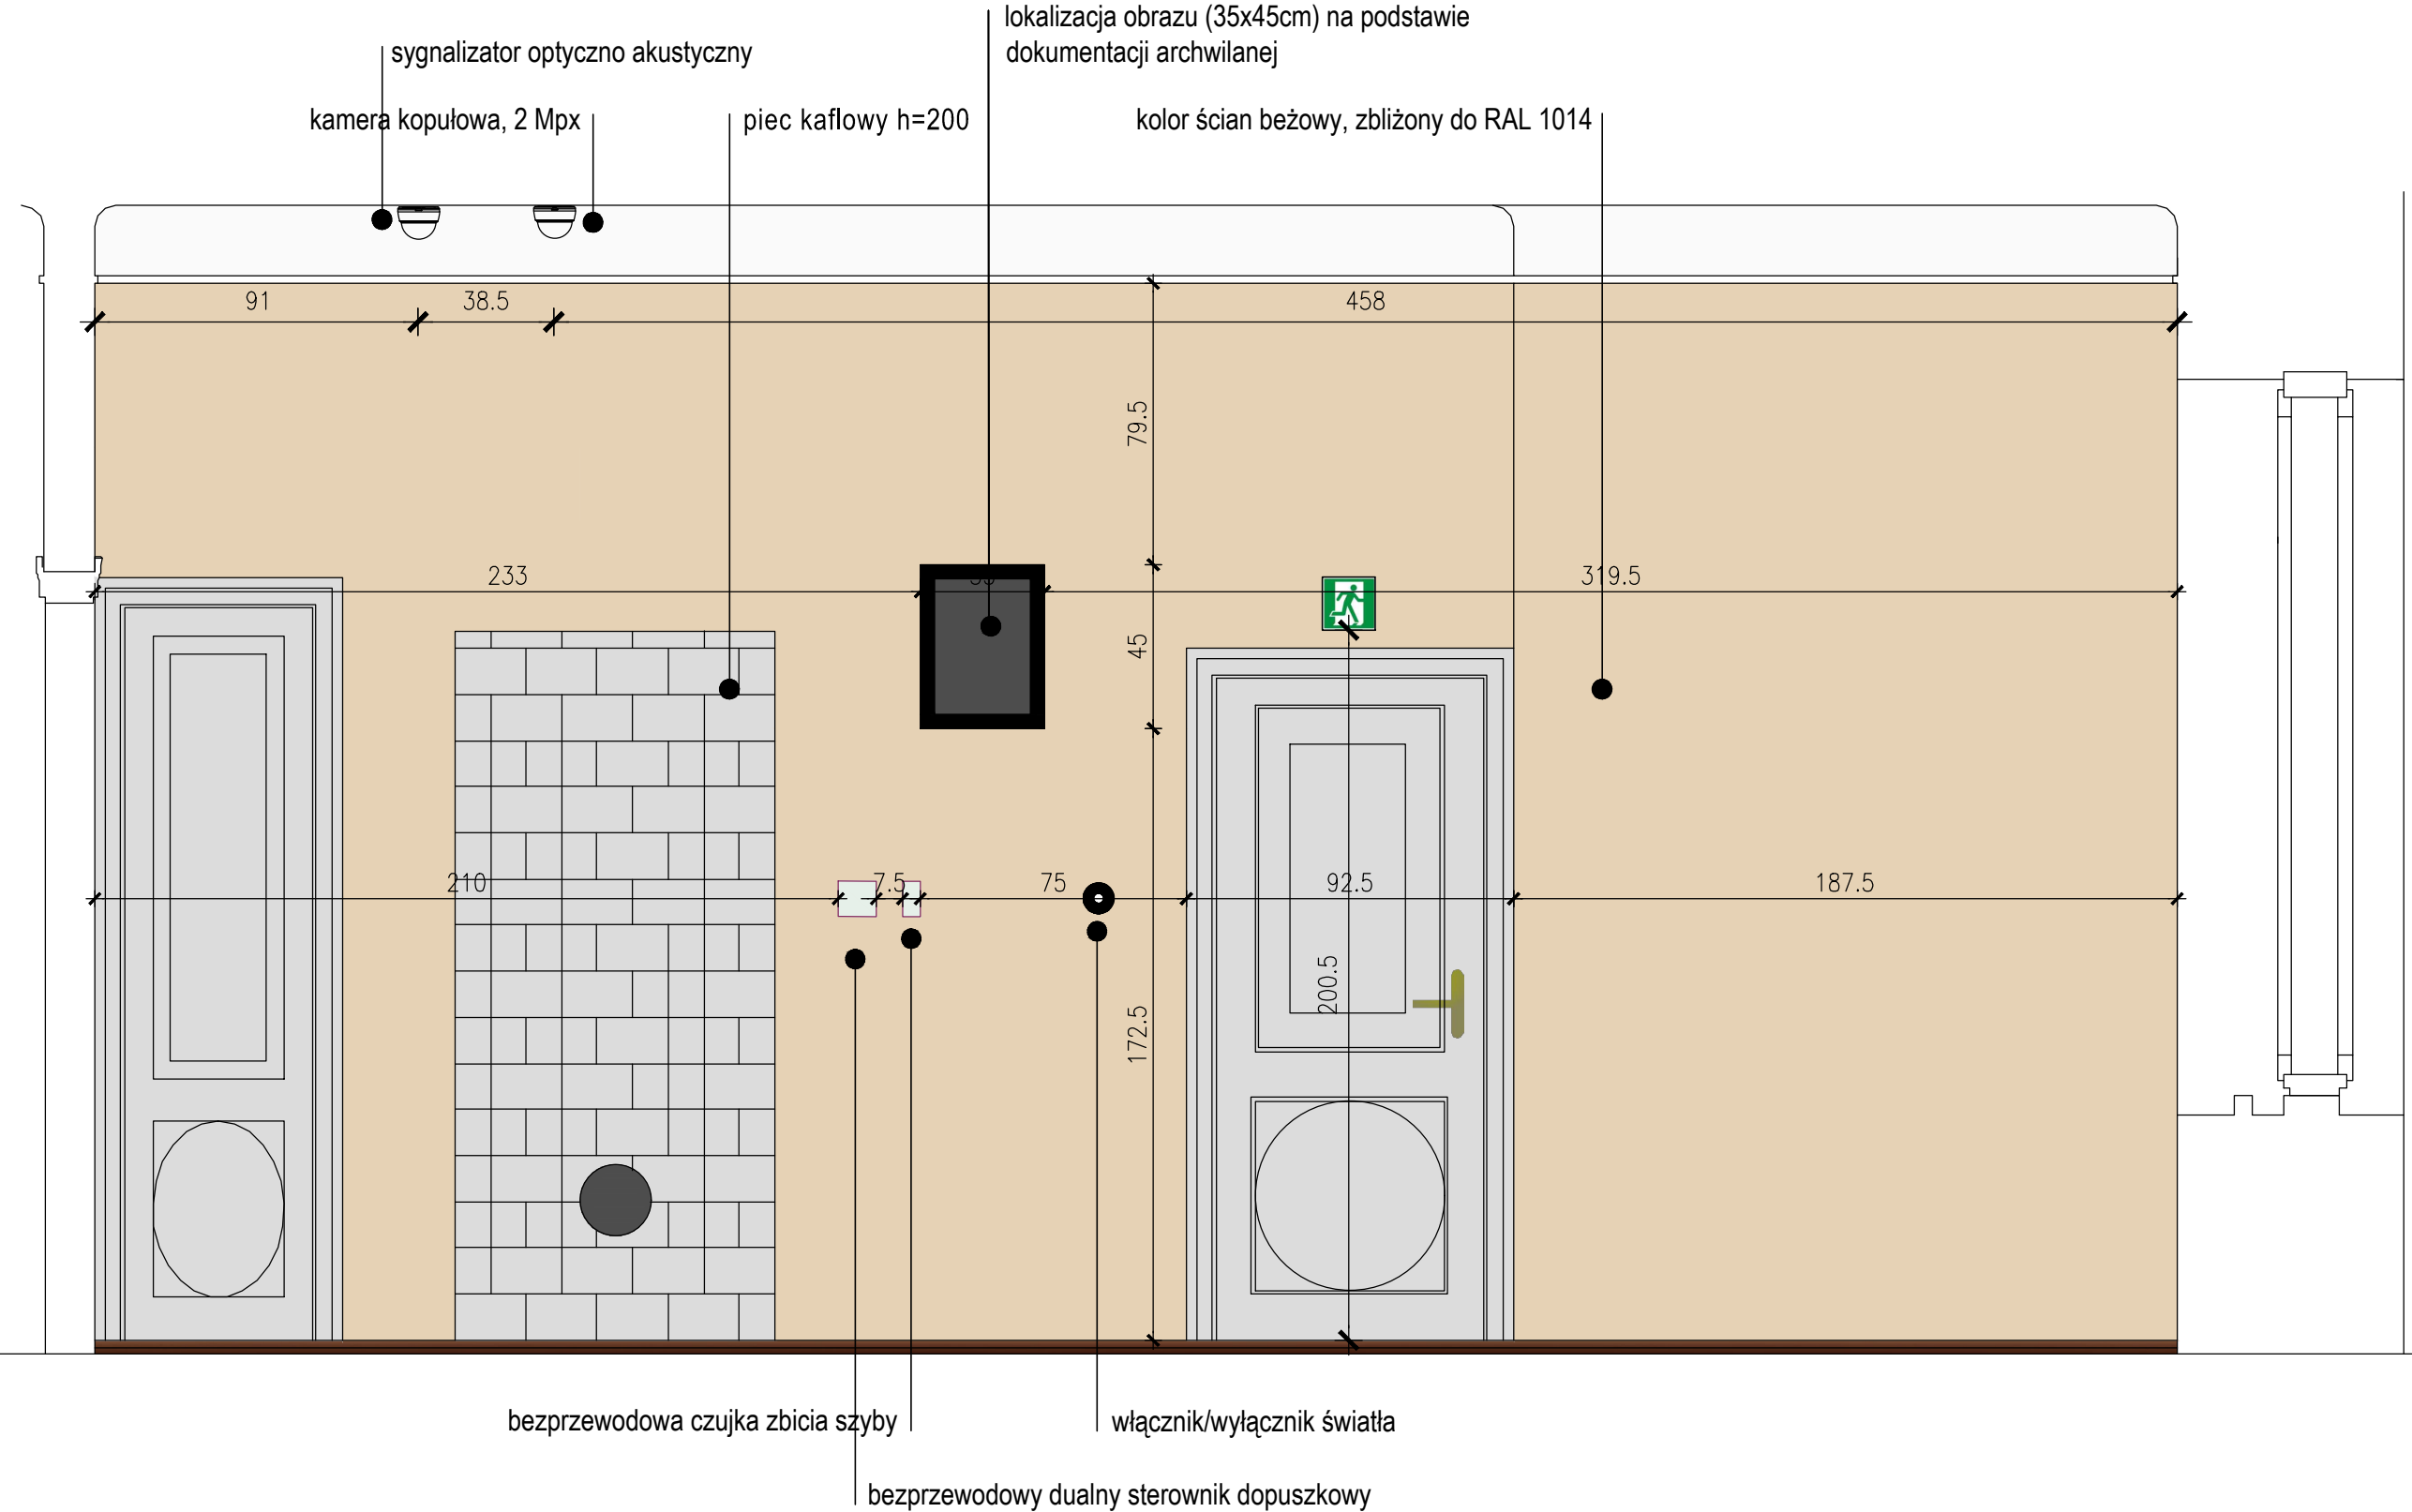 lokalizacja obrazu (35x45cm) na podstawie
dokumentacji archwilanej
sygnalizator optyczno akustyczny
kamera kopułowa, 2 Mpx
piec kaflowy h=200
kolor ścian beżowy, zbliżony do RAL 1014
91
38.5
458
79.5
233
319.5
45
210
7.5
75
92.5
187.5
200.5
172.5
bezprzewodowa czujka zbicia szyby
włącznik/wyłącznik światła
bezprzewodowy dualny sterownik dopuszkowy